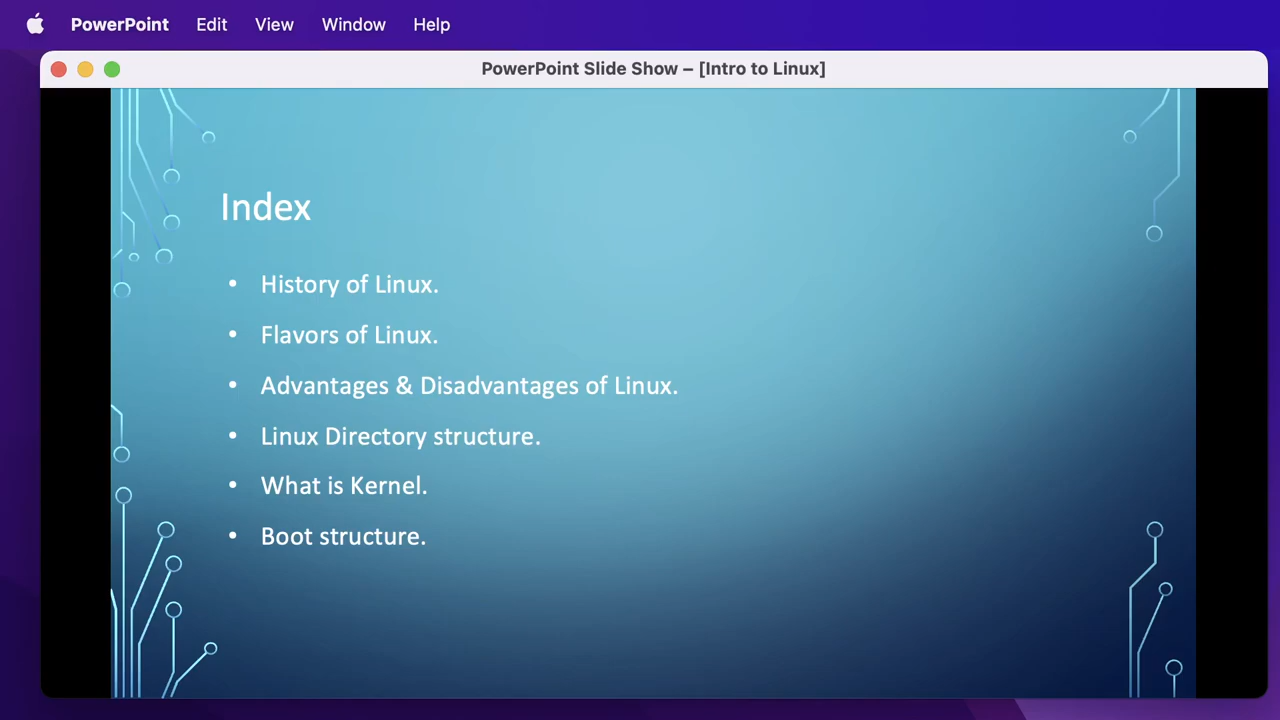 PowerPoint Edit View Window Help
PowerPoint Slide Show – [Intro to Linux]
Index
• History of Linux.
• Flavors of Linux.
• Advantages & Disadvantages of Linux.
• Linux Directory structure.
• What is Kernel.
• Boot structure.